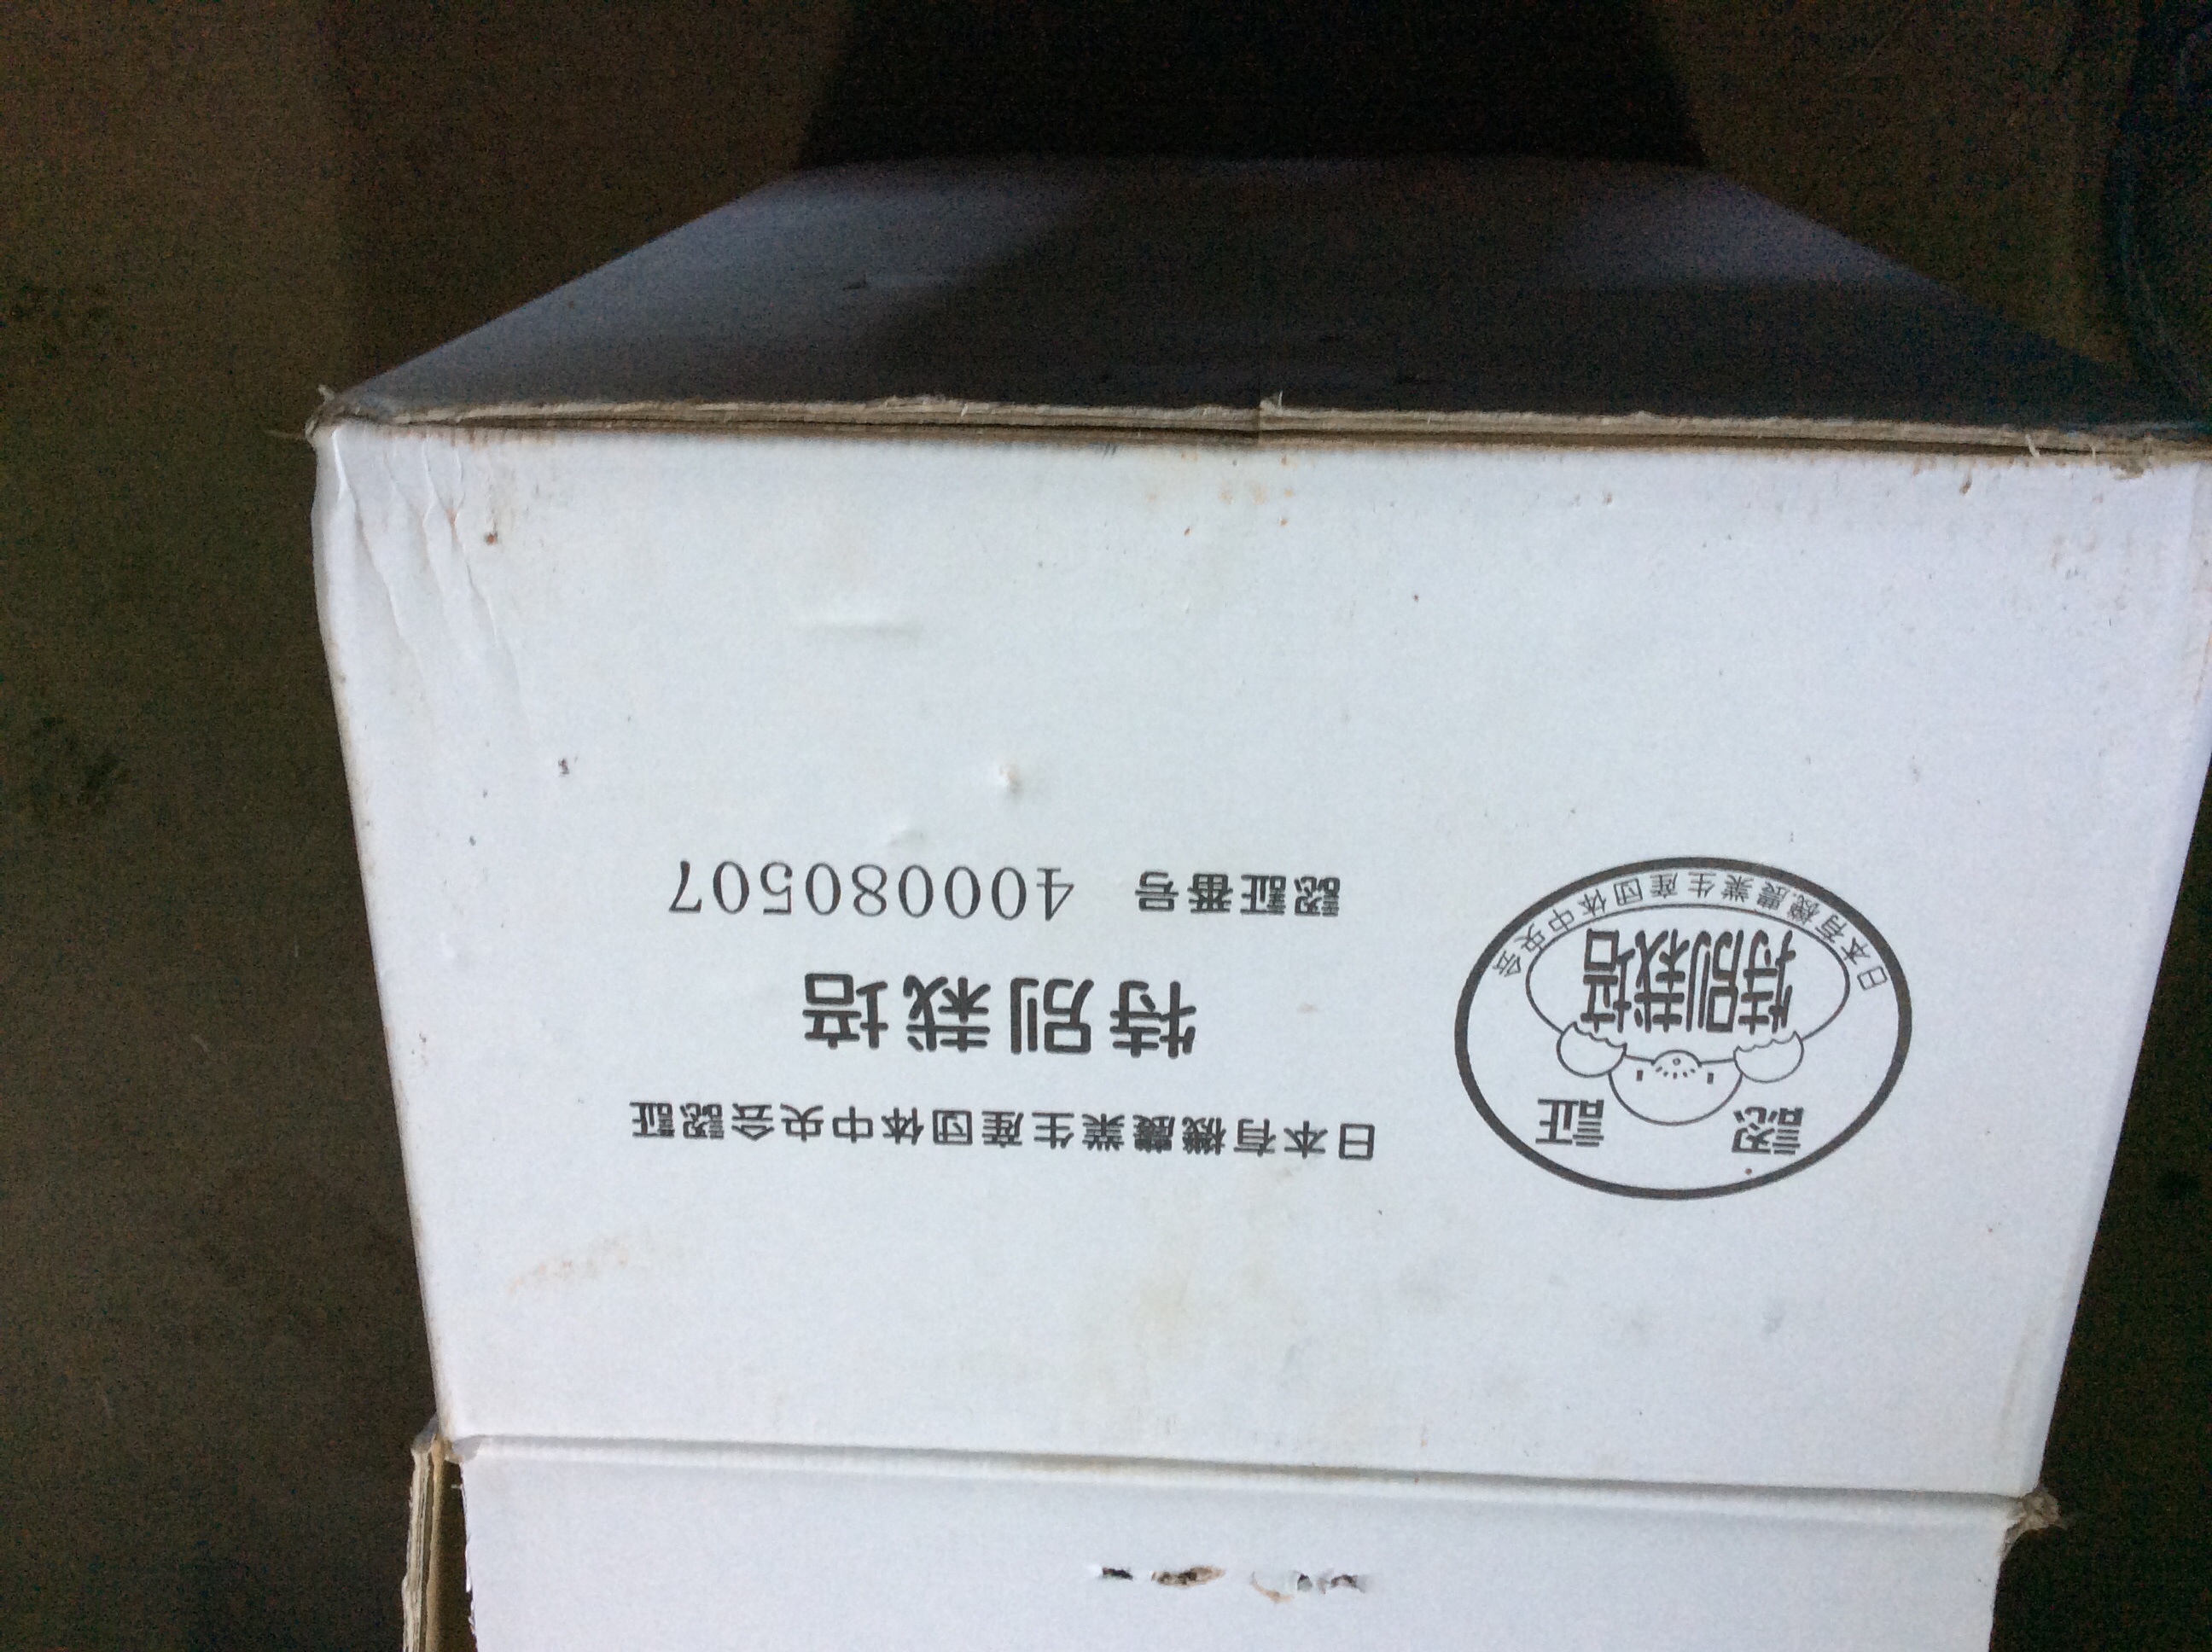 認 証
特別栽培
日本有機農業生産団体中央会
日本有機農業生産団体中央会認証
特別栽培
認証番号 400080507